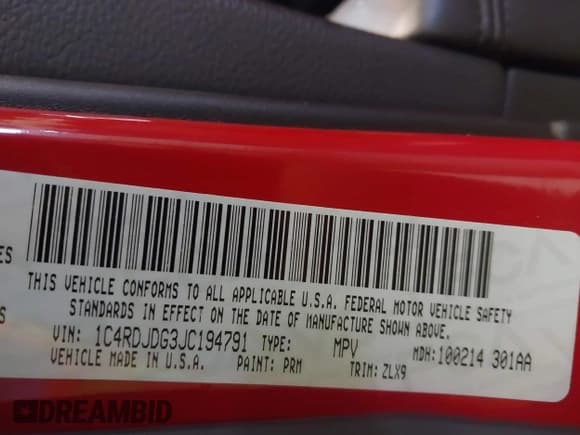 ES
THIS VEHICLE CONFORMS TO ALL APPLICABLE U.S.A. FEDERAL MOTOR VEHICLE SAFETY
STANDARDS IN EFFECT ON THE DATE OF MANUFACTURE SHOWN ABOVE.
S
VIN: 1C4RDJDG3JC194791 TYPE: MPV MDH:100214 301AA
VEHICLE MADE IN U.S.A. PAINT: PRM TRIM: ZLX9
DREAMBID